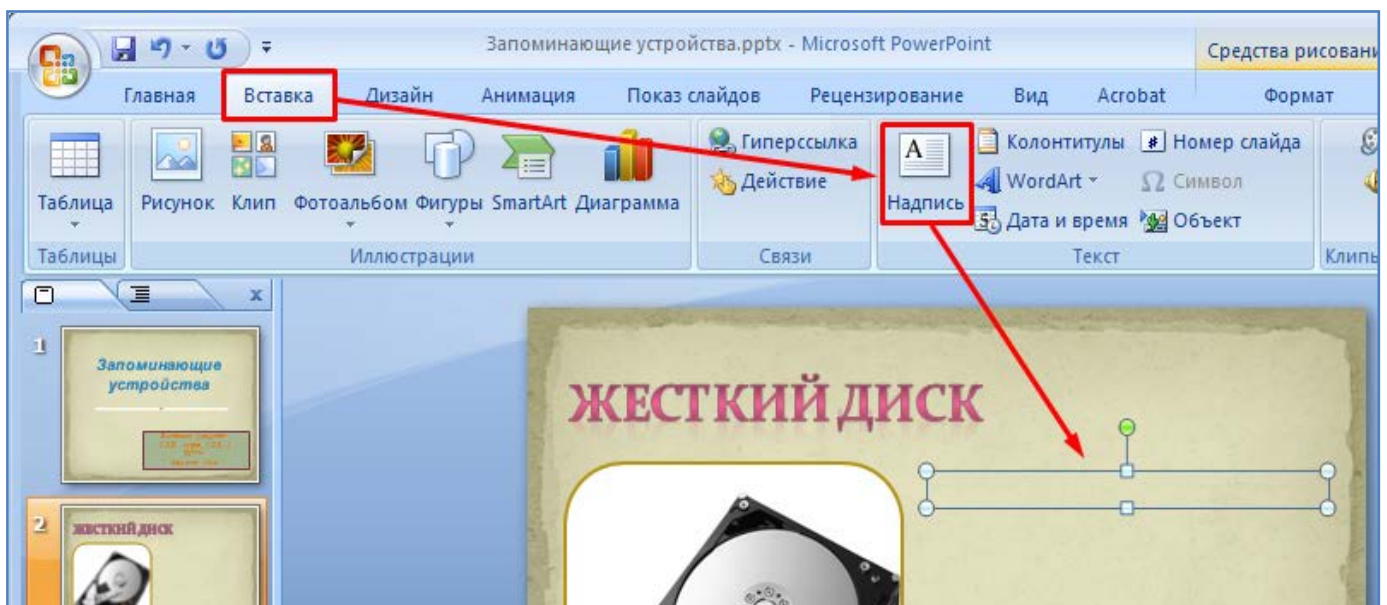 Запоминающие устройства.pptx - Microsoft PowerPoint
Средства рисовани
Главная Вставка Дизайн Анимация Показ слайдов Рецензирование Вид Acrobat Формат
Гиперссылка Колонтитулы # Номер слайда
Действие WordArt Ω Символ
Таблица Рисунок Клип Фотоальбом Фигуры SmartArt Диаграмма Надпись Дата и время Объект
Таблицы Иллюстрации Связи Текст Клипы
1
Запоминающие
устройства
ЖЕСТКИЙ ДИСК
2
ЖЕСТКИЙ ДИСК